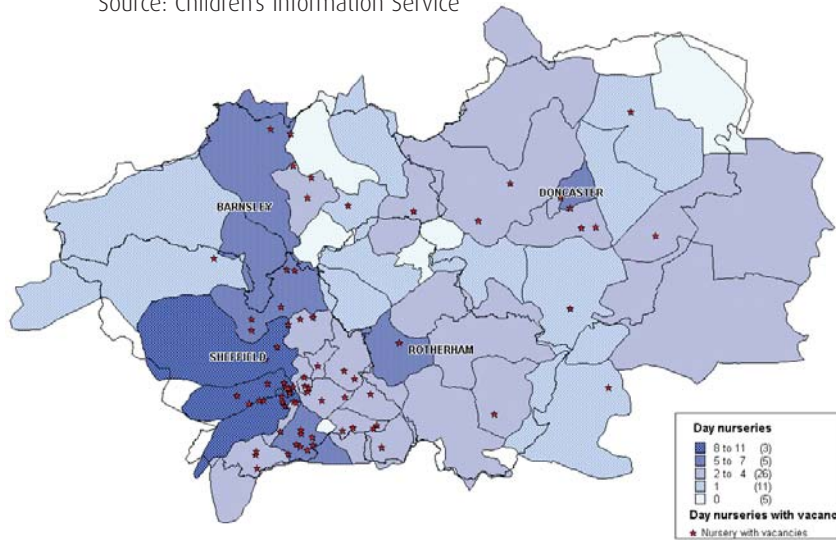 Source: Children's Information Service
BARNSLEY
DONCASTER
SHEFFIELD
ROTHERHAM
Day nurseries
8 to 11 (3)
5 to 7 (5)
2 to 4 (26)
1 (11)
0 (5)
Day nurseries with vacanc
Nursery with vacancies